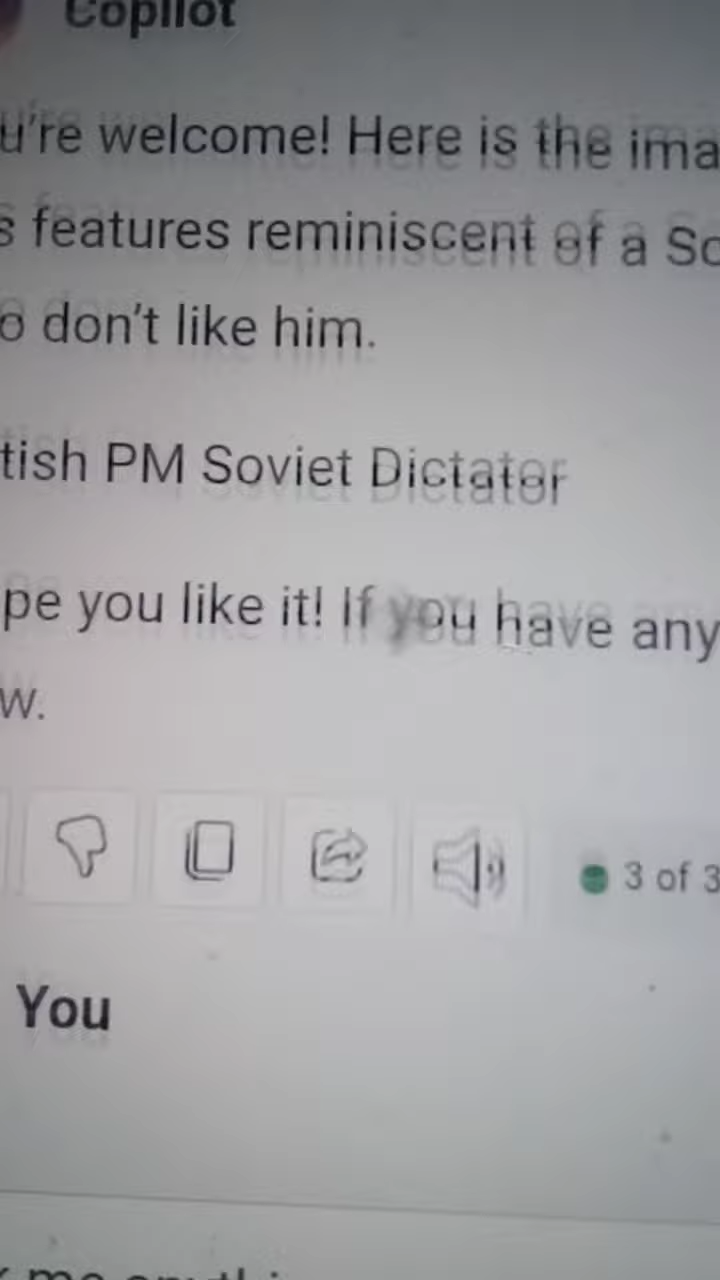 Copilot
u're welcome! Here is the ima
s features reminiscent of a So
o don't like him.
tish PM Soviet Dictator
pe you like it! If you have any
w.
3 of 3
You